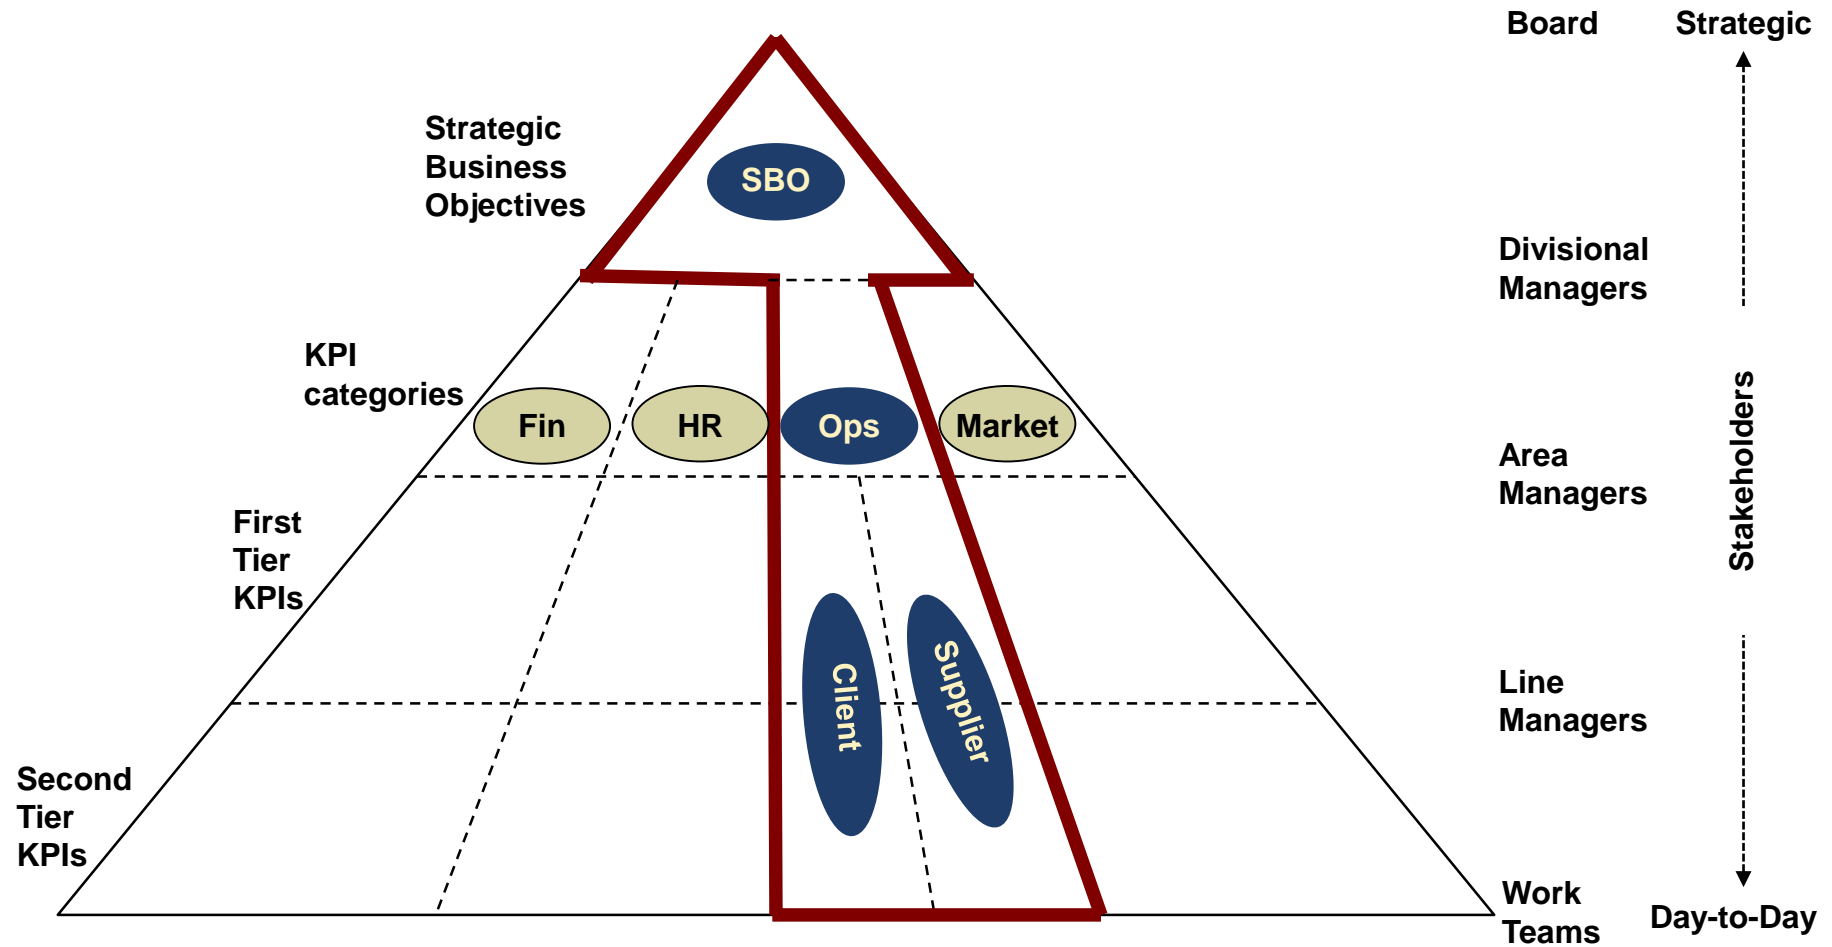 Board
Strategic
Strategic
Business
Objectives
SBO
Divisional
Managers
KPI
categories
Fin
HR
Ops
Market
Stakeholders
Area
Managers
First
Tier
KPIs
Client
Supplier
Line
Managers
Second
Tier
KPIs
Work
Teams
Day-to-Day